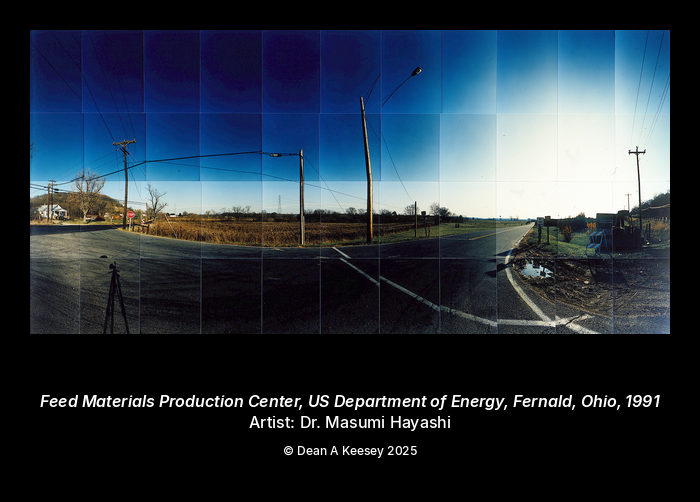 Feed Materials Production Center, US Department of Energy, Fernald, Ohio, 1991
Artist: Dr. Masumi Hayashi
© Dean A Keesey 2025